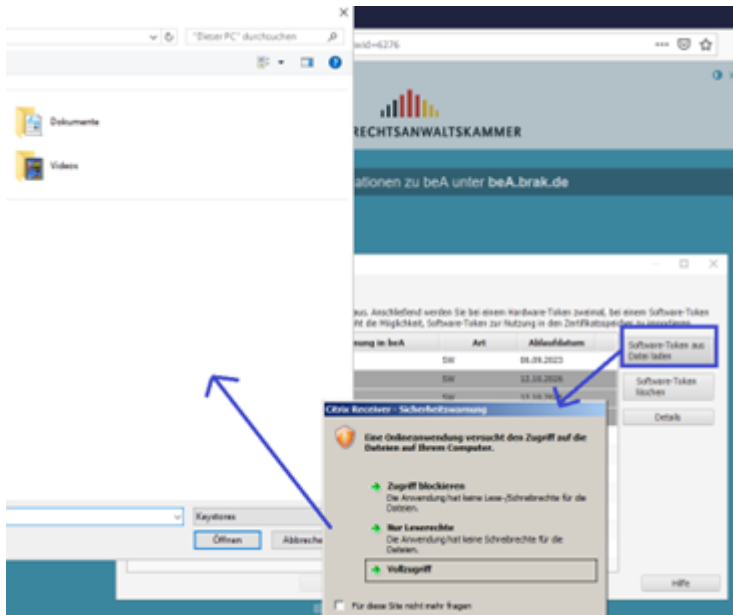 "Dieser PC" durchsuchen
Dokumente
Videos
Keystores
Öffnen
Abbreche
id=6276
RECHTSANWALTSKAMMER
ationen zu beA unter beA.brak.de
aus. Anschließend werden Sie bei einem Hardware-Token zweimal, bei einem Software-Token
ht die Möglichkeit, Software-Token zur Nutzung in den Zertifikatsspeicher zu importieren.
nung in beA Art Ablaufdatum
SW 06.09.2023
SW 12.10.2026
SW
Software-Token aus
Datei laden
Software-Token
löschen
Details
Citrix Receiver - Sicherheitswarnung
Eine Onlineanwendung versucht den Zugriff auf die
Dateien auf Ihrem Computer.
Zugriff blockieren
Die Anwendung hat keine Lese-/Schreibrechte für die
Dateien.
Nur Leserechte
Die Anwendung hat keine Schreibrechte für die
Dateien.
Vollzugriff
Für diese Site nicht mehr fragen
Hilfe